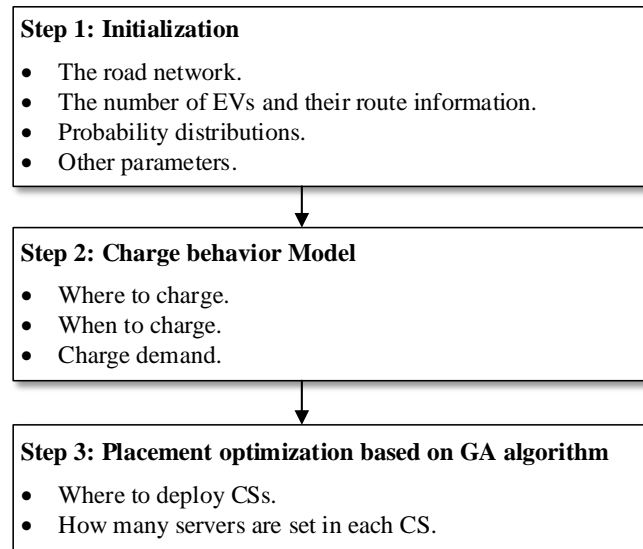 Step 1: Initialization
• The road network.
• The number of EVs and their route information.
• Probability distributions.
• Other parameters.
Step 2: Charge behavior Model
• Where to charge.
• When to charge.
• Charge demand.
Step 3: Placement optimization based on GA algorithm
• Where to deploy CSs.
• How many servers are set in each CS.